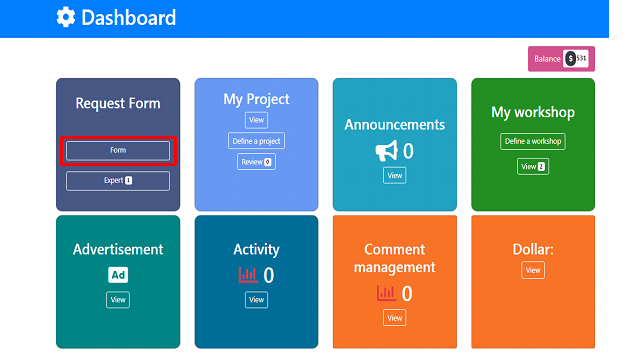 Dashboard
Balance $ 531
Request Form
Form
Expert 1
My Project
View
Define a project
Review 0
Announcements
0
View
My workshop
Define a workshop
View 2
Advertisement
Ad
View
Activity
0
View
Comment
management
0
View
Dollar:
View